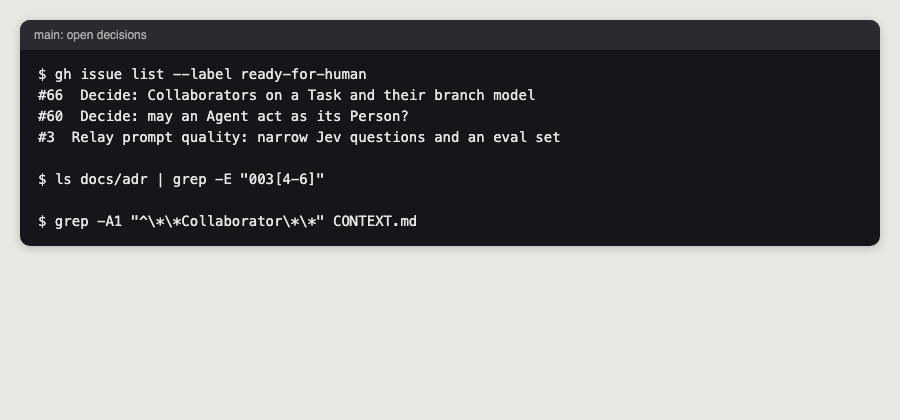 main: open decisions
$ gh issue list --label ready-for-human
#66  Decide: Collaborators on a Task and their branch model
#60  Decide: may an Agent act as its Person?
#3  Relay prompt quality: narrow Jev questions and an eval set
$ ls docs/adr | grep -E "003[4-6]"
$ grep -A1 "^\*\*Collaborator\*\*" CONTEXT.md